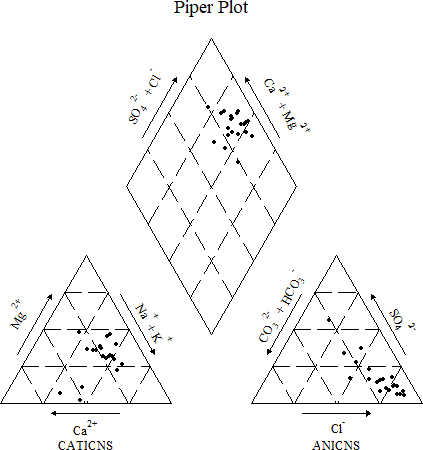 Piper Plot
SO4 2- + Cl -
Ca 2+ + Mg 2+
Mg 2+
Na + + K +
CO3 2- + HCO3 -
SO4 2-
Ca2+
CATICNS
Cl-
ANICNS